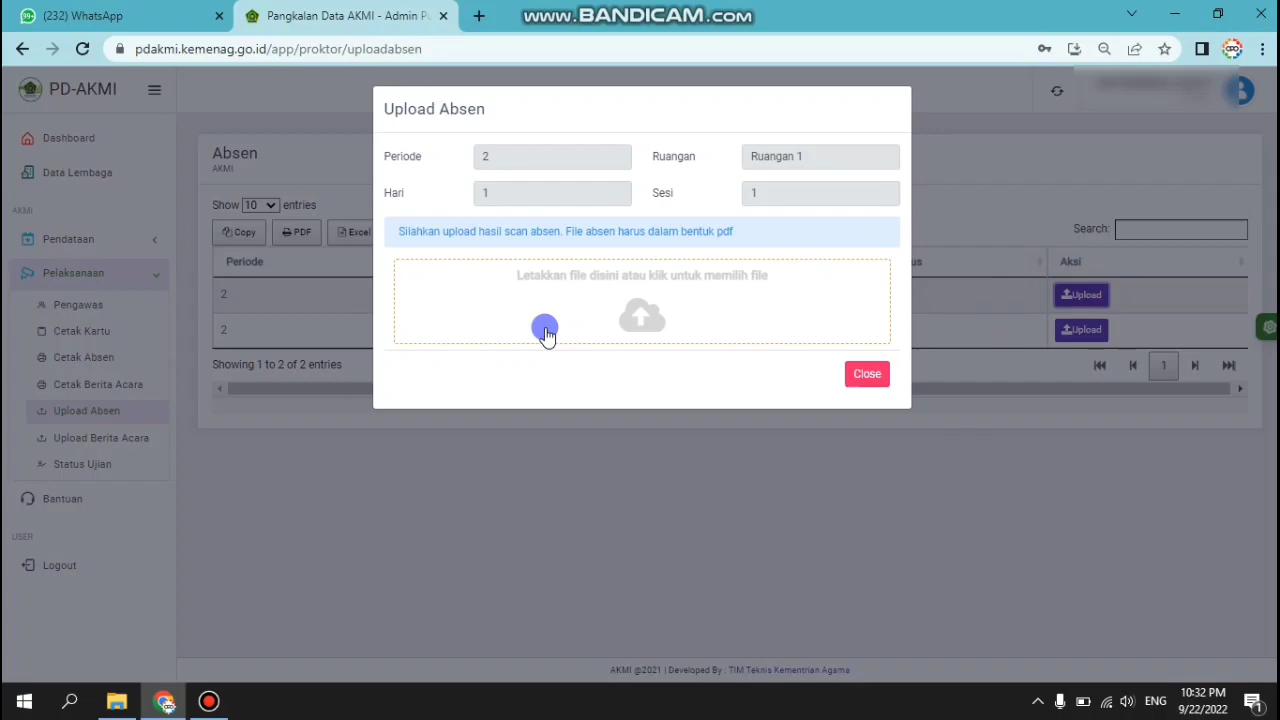 (232) WhatsApp
Pangkalan Data AKMI - Admin Pu
www.BANDICAM.com
pdakmi.kemenag.go.id/app/proktor/uploadabsen
PD-AKMI
Dashboard
Data Lembaga
AKMI
Pendataan
Pelaksanaan
Pengawas
Cetak Kartu
Cetak Absen
Cetak Berita Acara
Upload Absen
Upload Berita Acara
Status Ujian
Bantuan
USER
Logout
Absen
AKMI
Show 10 entries
Copy PDF Excel
Search:
Periode
us
Aksi
2
Upload
2
Upload
Showing 1 to 2 of 2 entries
1
Upload Absen
Periode 2 Ruangan Ruangan 1
Hari 1 Sesi 1
Silahkan upload hasil scan absen. File absen harus dalam bentuk pdf
Letakkan file disini atau klik untuk memilih file
Close
AKMI @2021 | Developed By : TIM Teknis Kementrian Agama
ENG
10:32 PM
9/22/2022
1